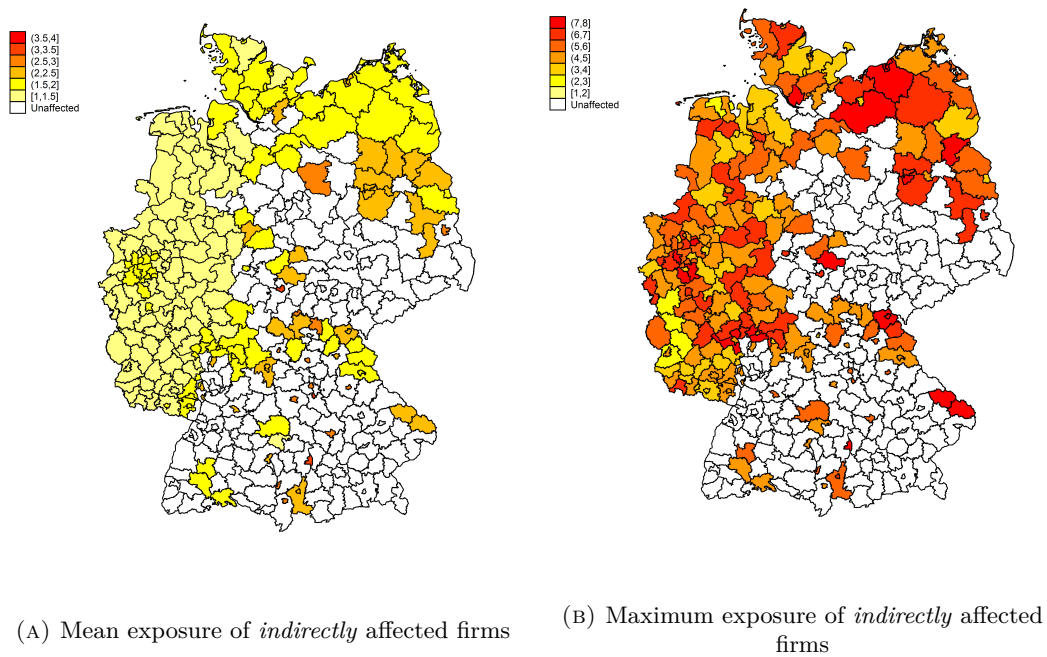 (3.5,4]
(3,3.5]
(2.5,3]
(2,2.5]
(1.5,2]
[1,1.5]
Unaffected
(7,8]
(6,7]
(5,6]
(4,5]
(3,4]
(2,3]
[1,2]
Unaffected
(A) Mean exposure of indirectly affected firms
(B) Maximum exposure of indirectly affected
firms